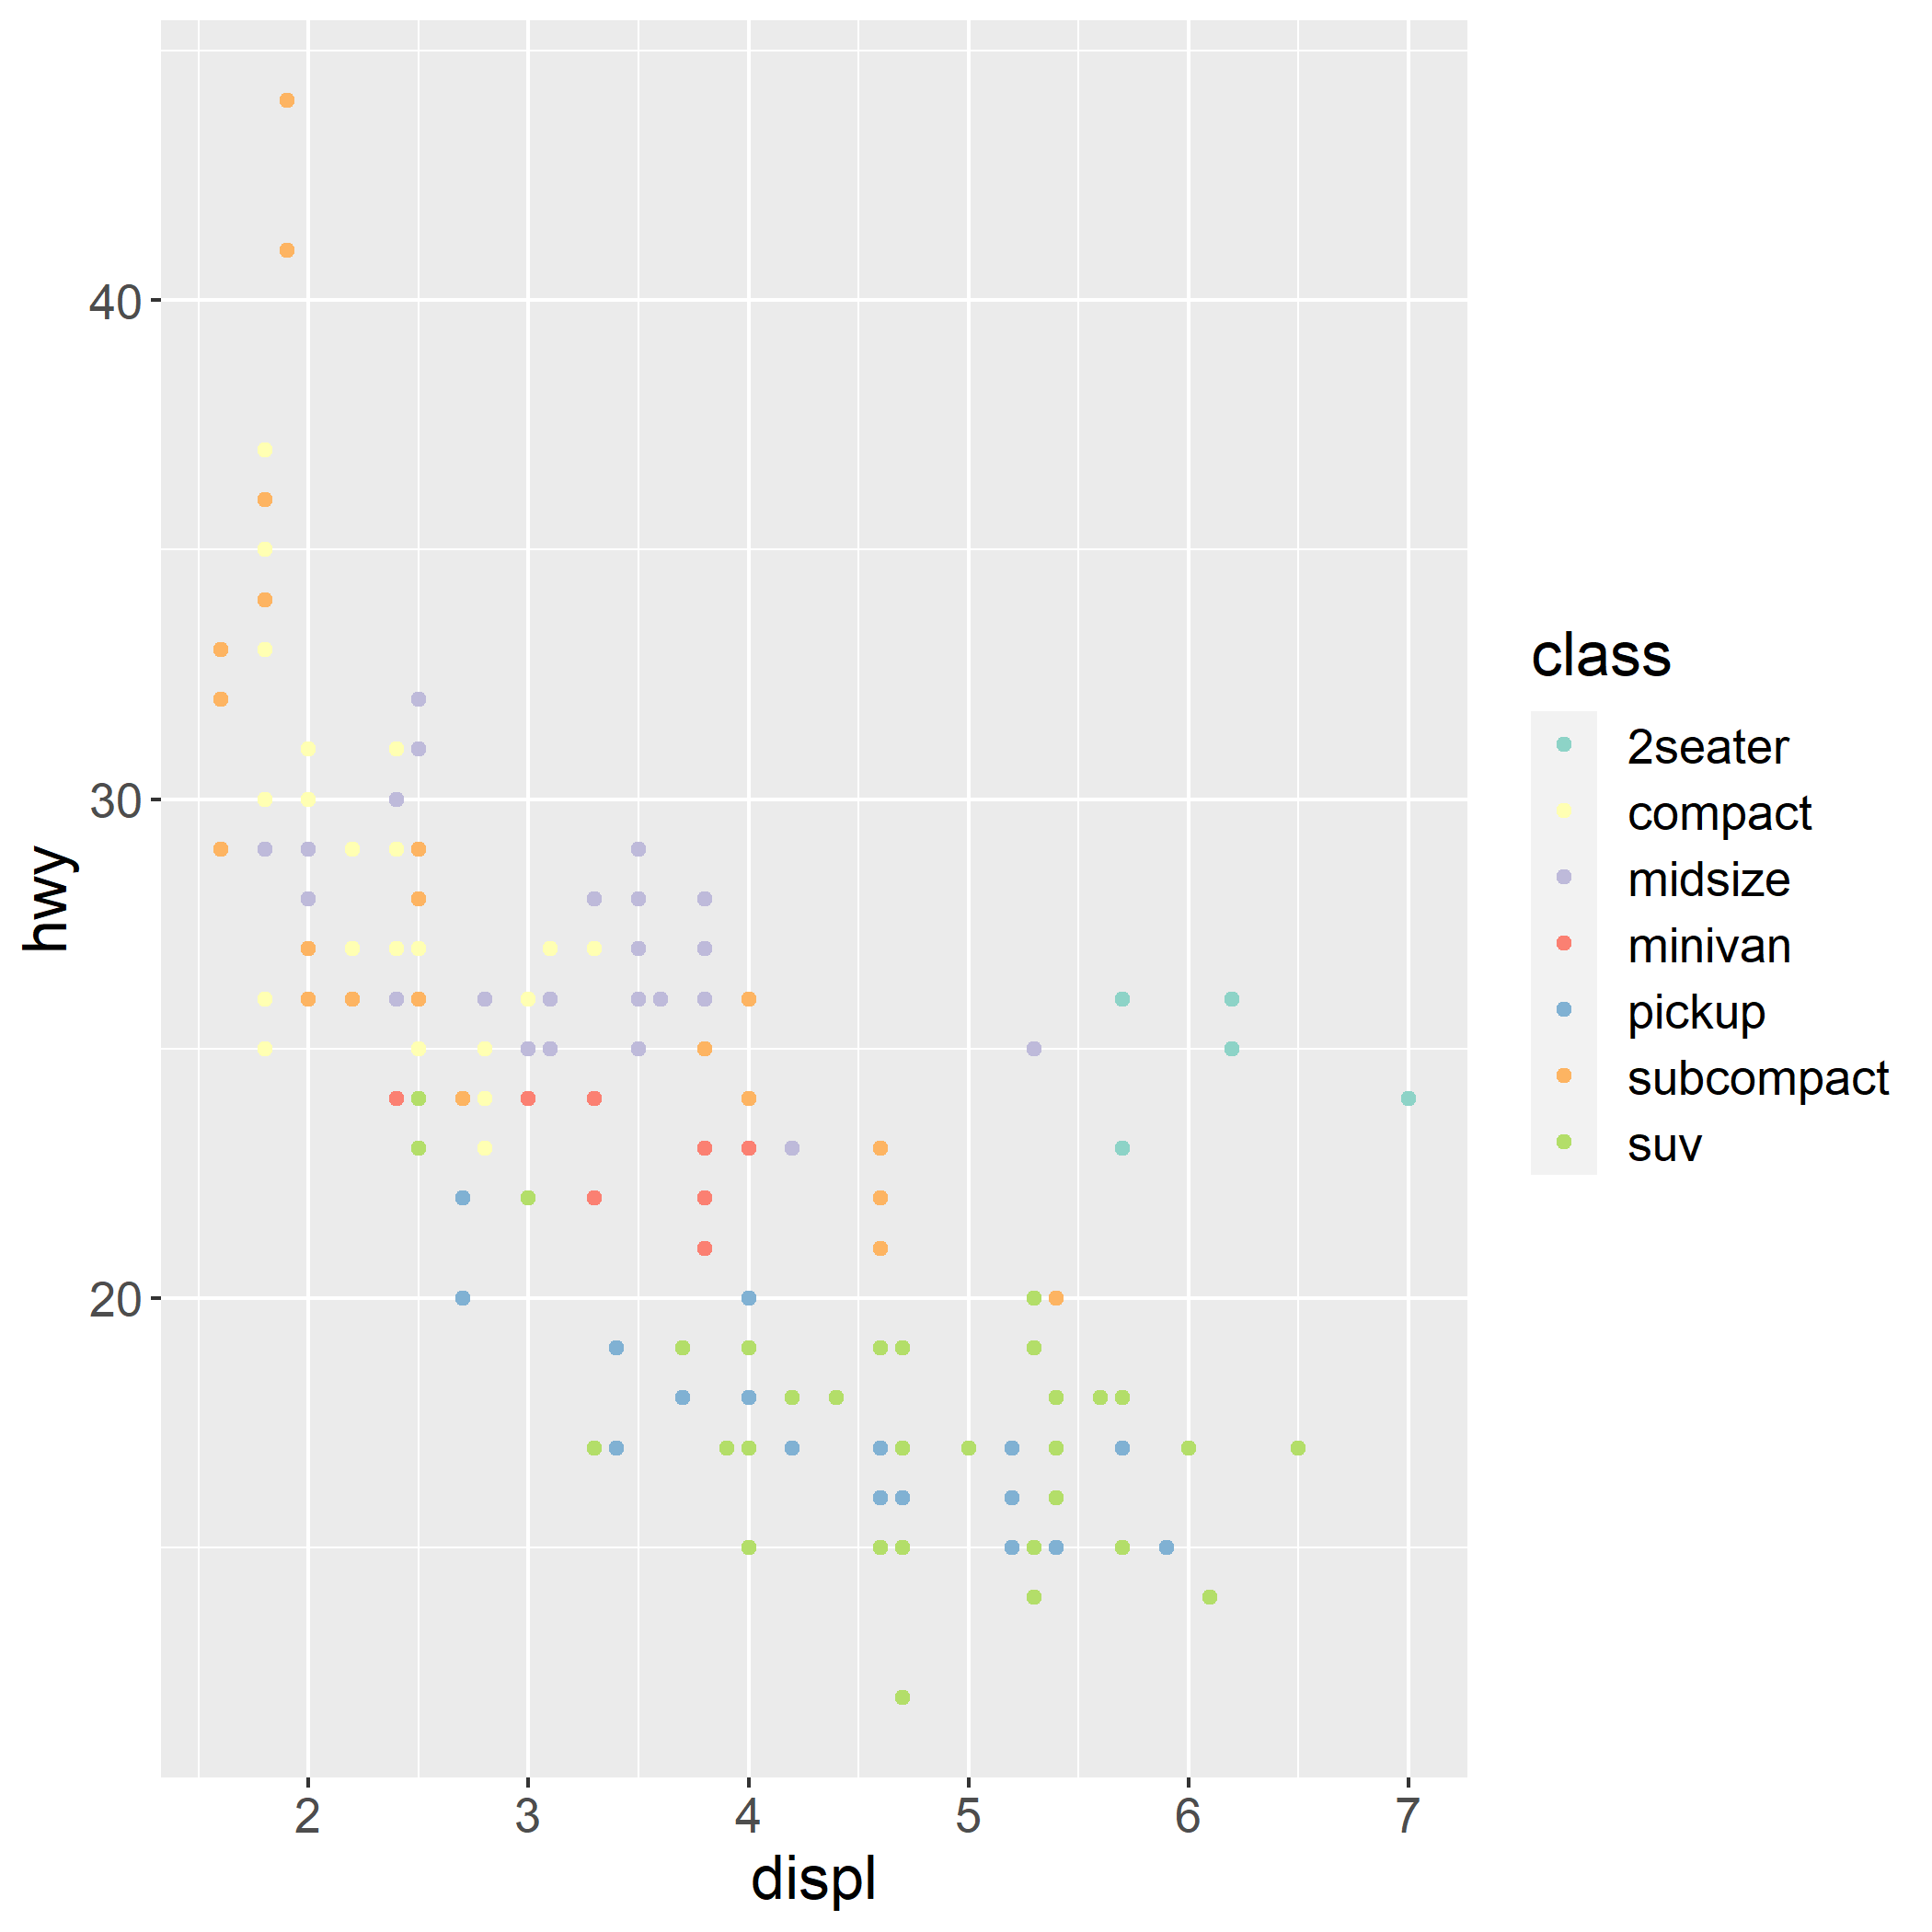 hwy
40
30
20
2 3 4 5 6 7
displ
class
2seater
compact
midsize
minivan
pickup
subcompact
suv